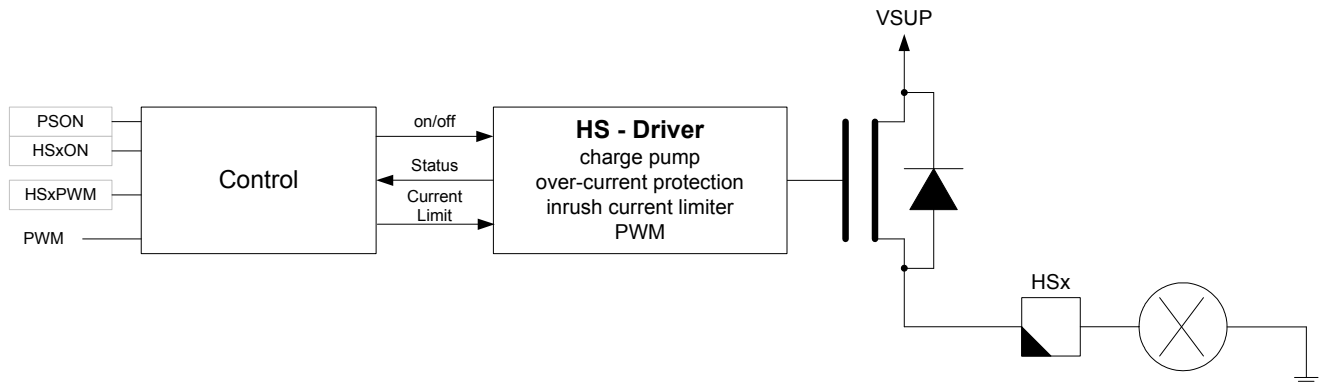 VSUP
PSON
HSxON
HSxPWM
PWM
Control
on/off
Status
Current
Limit
HS - Driver
charge pump
over-current protection
inrush current limiter
PWM
HSx